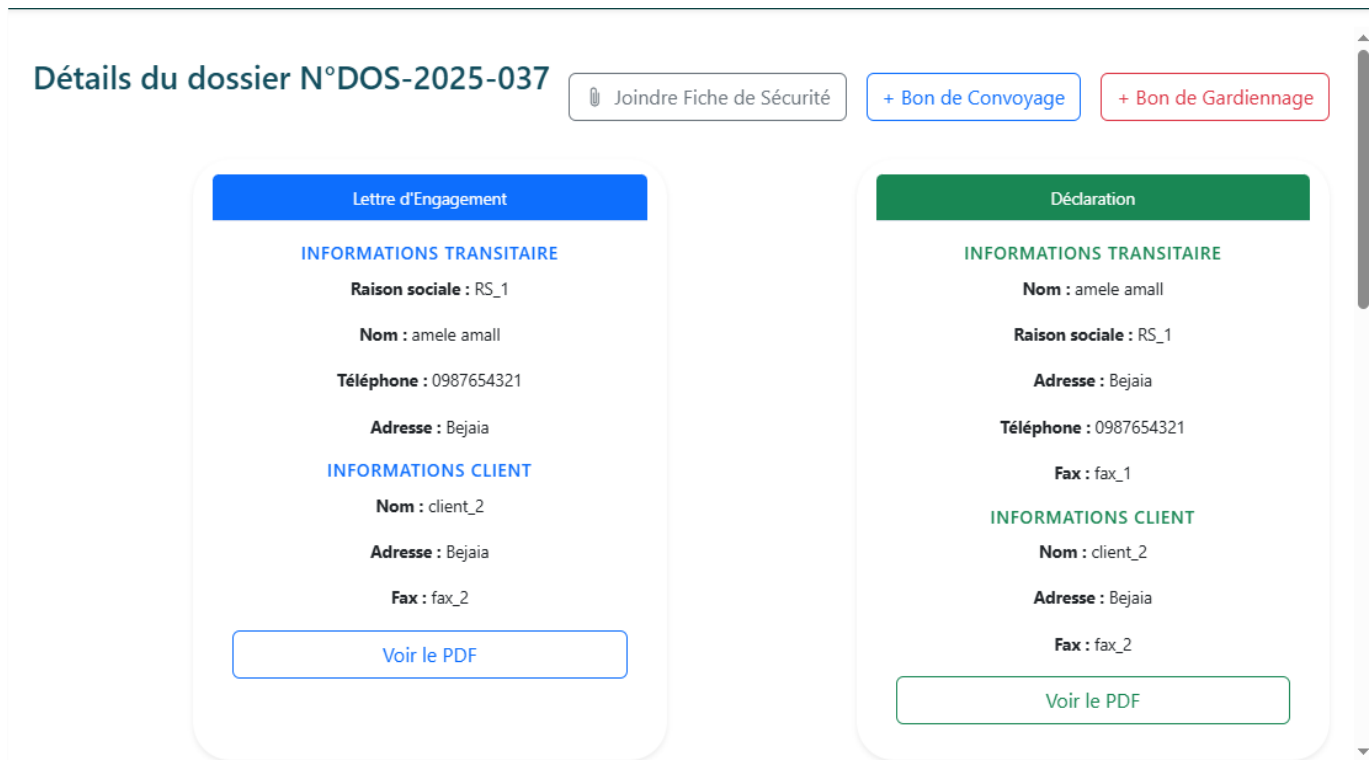 Détails du dossier N°DOS-2025-037
Joindre Fiche de Sécurité
+ Bon de Convoyage
+ Bon de Gardiennage
Lettre d'Engagement
INFORMATIONS TRANSITAIRE
Raison sociale : RS_1
Nom : amele amall
Téléphone : 0987654321
Adresse : Bejaia
INFORMATIONS CLIENT
Nom : client_2
Adresse : Bejaia
Fax : fax_2
Voir le PDF
Déclaration
INFORMATIONS TRANSITAIRE
Nom : amele amall
Raison sociale : RS_1
Adresse : Bejaia
Téléphone : 0987654321
Fax : fax_1
INFORMATIONS CLIENT
Nom : client_2
Adresse : Bejaia
Fax : fax_2
Voir le PDF